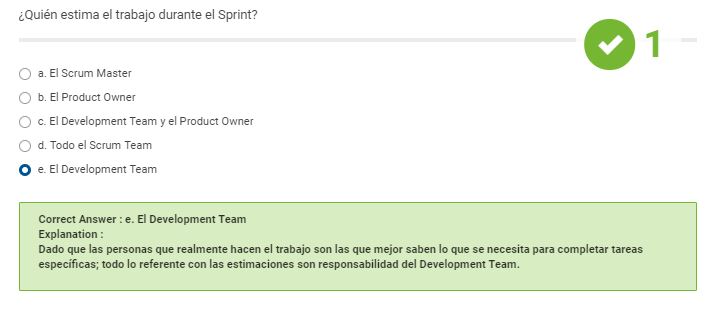 ¿Quién estima el trabajo durante el Sprint?
1
a. El Scrum Master
b. El Product Owner
c. El Development Team y el Product Owner
d. Todo el Scrum Team
e. El Development Team
Correct Answer : e. El Development Team
Explanation :
Dado que las personas que realmente hacen el trabajo son las que mejor saben lo que se necesita para completar tareas
específicas; todo lo referente con las estimaciones son responsabilidad del Development Team.